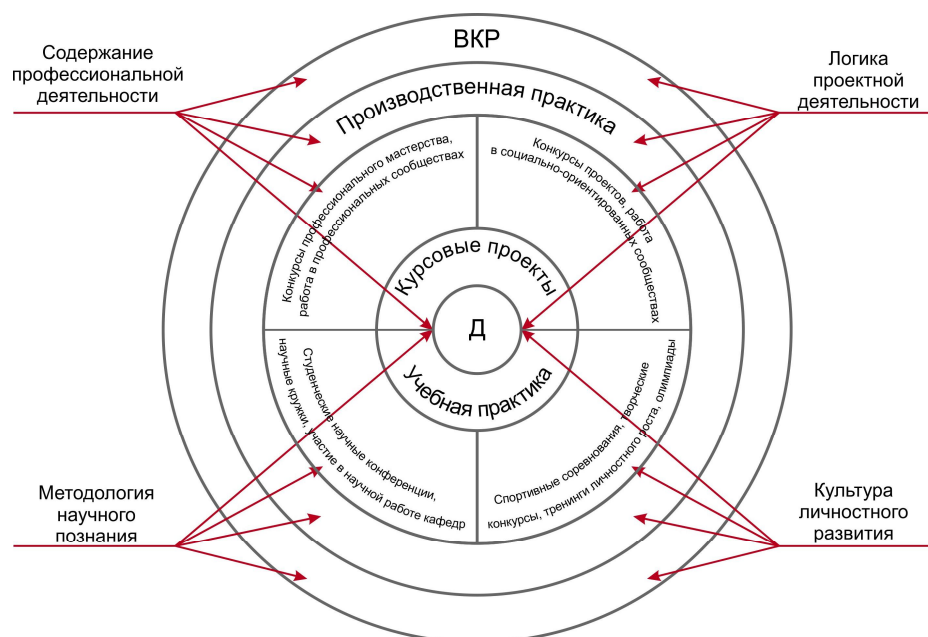 Содержание
профессиональной
деятельности
ВКР
Логика
проектной
деятельности
Производственная практика
Конкурсы профессионального мастерства,
работа в профессиональных сообществах
Конкурсы проектов, работа
в социально-ориентированных сообществах
Курсовые проекты
Д
Учебная практика
Студенческие научные конференции,
научные кружки, участие в научной работе кафедр
Спортивные соревнования, творческие
конкурсы, тренинги личностного роста, олимпиады
Методология
научного
познания
Культура
личностного
развития